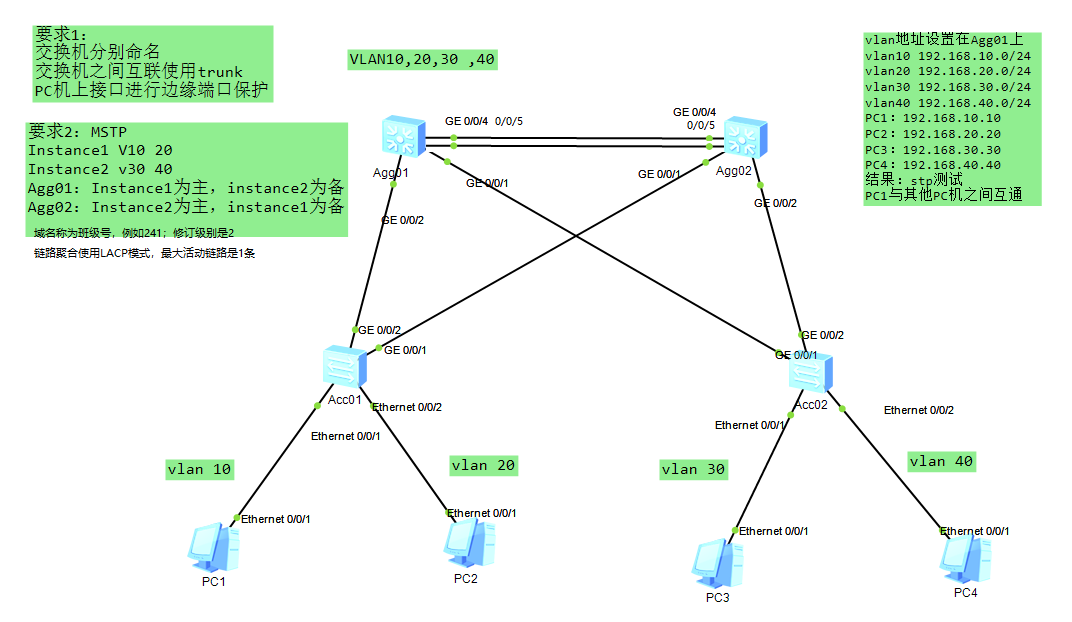 要求1:
交换机分别命名
交换机之间互联使用trunk
PC机上接口进行边缘端口保护
要求2: MSTP
Instance1 V10 20
Instance2 v30 40
Agg01: Instance1为主, instance2为备
Agg02: Instance2为主, instance1为备
域名称为班级号, 例如241; 修订级别是2
链路聚合使用LACP模式, 最大活动链路是1条
VLAN10,20,30 ,40
vlan地址设置在Agg01上
vlan10 192.168.10.0/24
vlan20 192.168.20.0/24
vlan30 192.168.30.0/24
vlan40 192.168.40.0/24
PC1: 192.168.10.10
PC2: 192.168.20.20
PC3: 192.168.30.30
PC4: 192.168.40.40
结果: stp测试
PC1与其他PC机之间互通
GE 0/0/4 0/0/5
GE 0/0/4
0/0/5
Agg01
Agg02
GE 0/0/1
GE 0/0/1
GE 0/0/2
GE 0/0/2
GE 0/0/2
GE 0/0/1
GE 0/0/2
GE 0/0/1
Acc01
Acc02
Ethernet 0/0/2
Ethernet 0/0/1
Ethernet 0/0/2
Ethernet 0/0/1
vlan 10
vlan 20
vlan 30
vlan 40
Ethernet 0/0/1
Ethernet 0/0/1
Ethernet 0/0/1
Ethernet 0/0/1
PC1
PC2
PC3
PC4